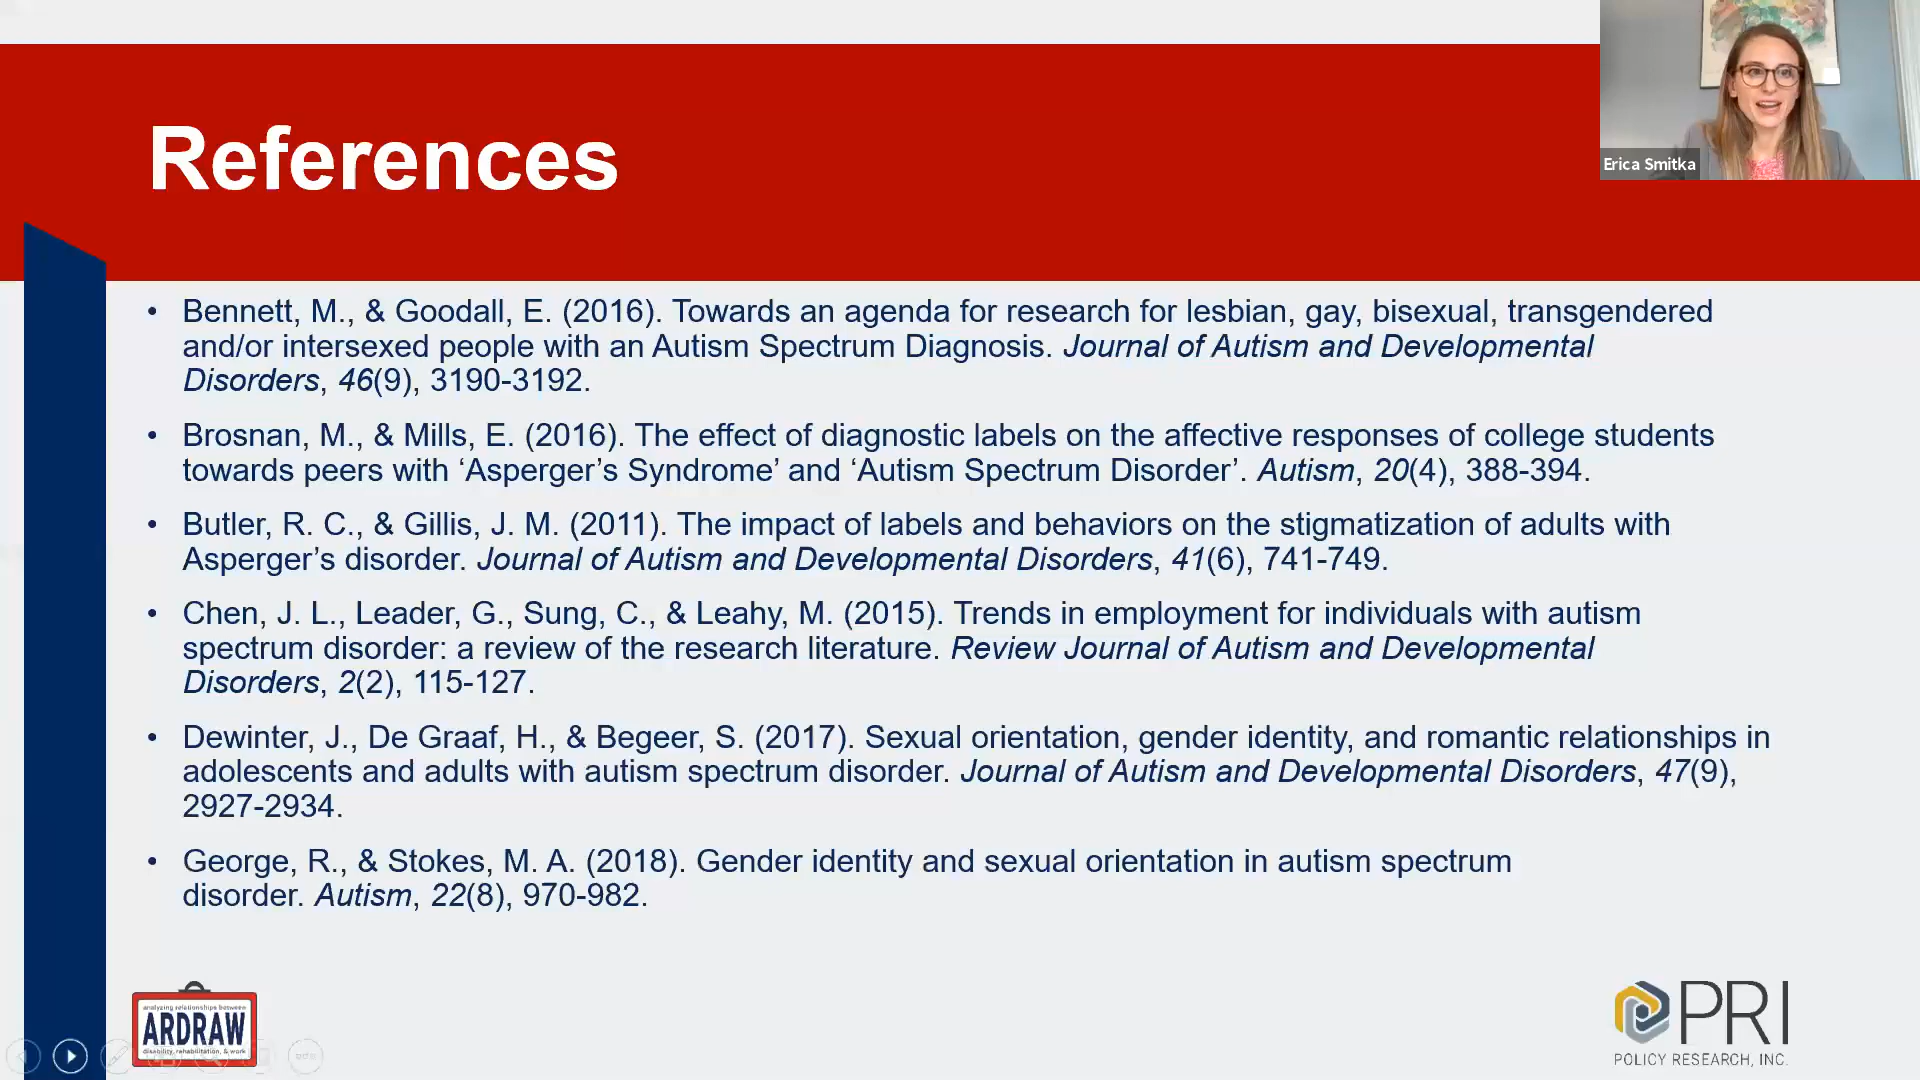 References
Erica Smitka
• Bennett, M., & Goodall, E. (2016). Towards an agenda for research for lesbian, gay, bisexual, transgendered
and/or intersexed people with an Autism Spectrum Diagnosis. Journal of Autism and Developmental
Disorders, 46(9), 3190-3192.
• Brosnan, M., & Mills, E. (2016). The effect of diagnostic labels on the affective responses of college students
towards peers with ‘Asperger’s Syndrome’ and ‘Autism Spectrum Disorder’. Autism, 20(4), 388-394.
• Butler, R. C., & Gillis, J. M. (2011). The impact of labels and behaviors on the stigmatization of adults with
Asperger’s disorder. Journal of Autism and Developmental Disorders, 41(6), 741-749.
• Chen, J. L., Leader, G., Sung, C., & Leahy, M. (2015). Trends in employment for individuals with autism
spectrum disorder: a review of the research literature. Review Journal of Autism and Developmental
Disorders, 2(2), 115-127.
• Dewinter, J., De Graaf, H., & Begeer, S. (2017). Sexual orientation, gender identity, and romantic relationships in
adolescents and adults with autism spectrum disorder. Journal of Autism and Developmental Disorders, 47(9),
2927-2934.
• George, R., & Stokes, M. A. (2018). Gender identity and sexual orientation in autism spectrum
disorder. Autism, 22(8), 970-982.
analyzing relationships between
ARDRAW
disability, rehabilitation, & work
PRI
POLICY RESEARCH, INC.